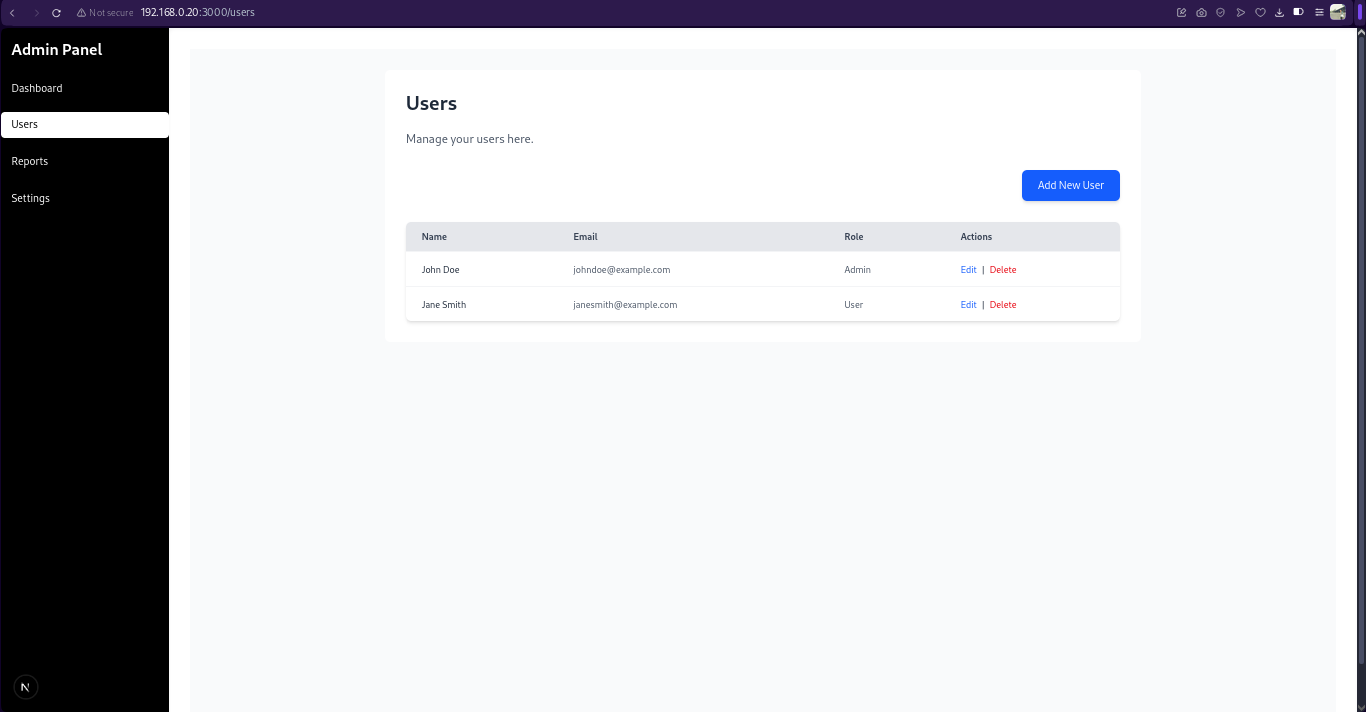 Not secure 192.168.0.20:3000/users
Admin Panel
Dashboard
Users
Reports
Settings
N
Users
Manage your users here.
Add New User
Name Email Role Actions
John Doe johndoe@example.com Admin Edit | Delete
Jane Smith janesmith@example.com User Edit | Delete